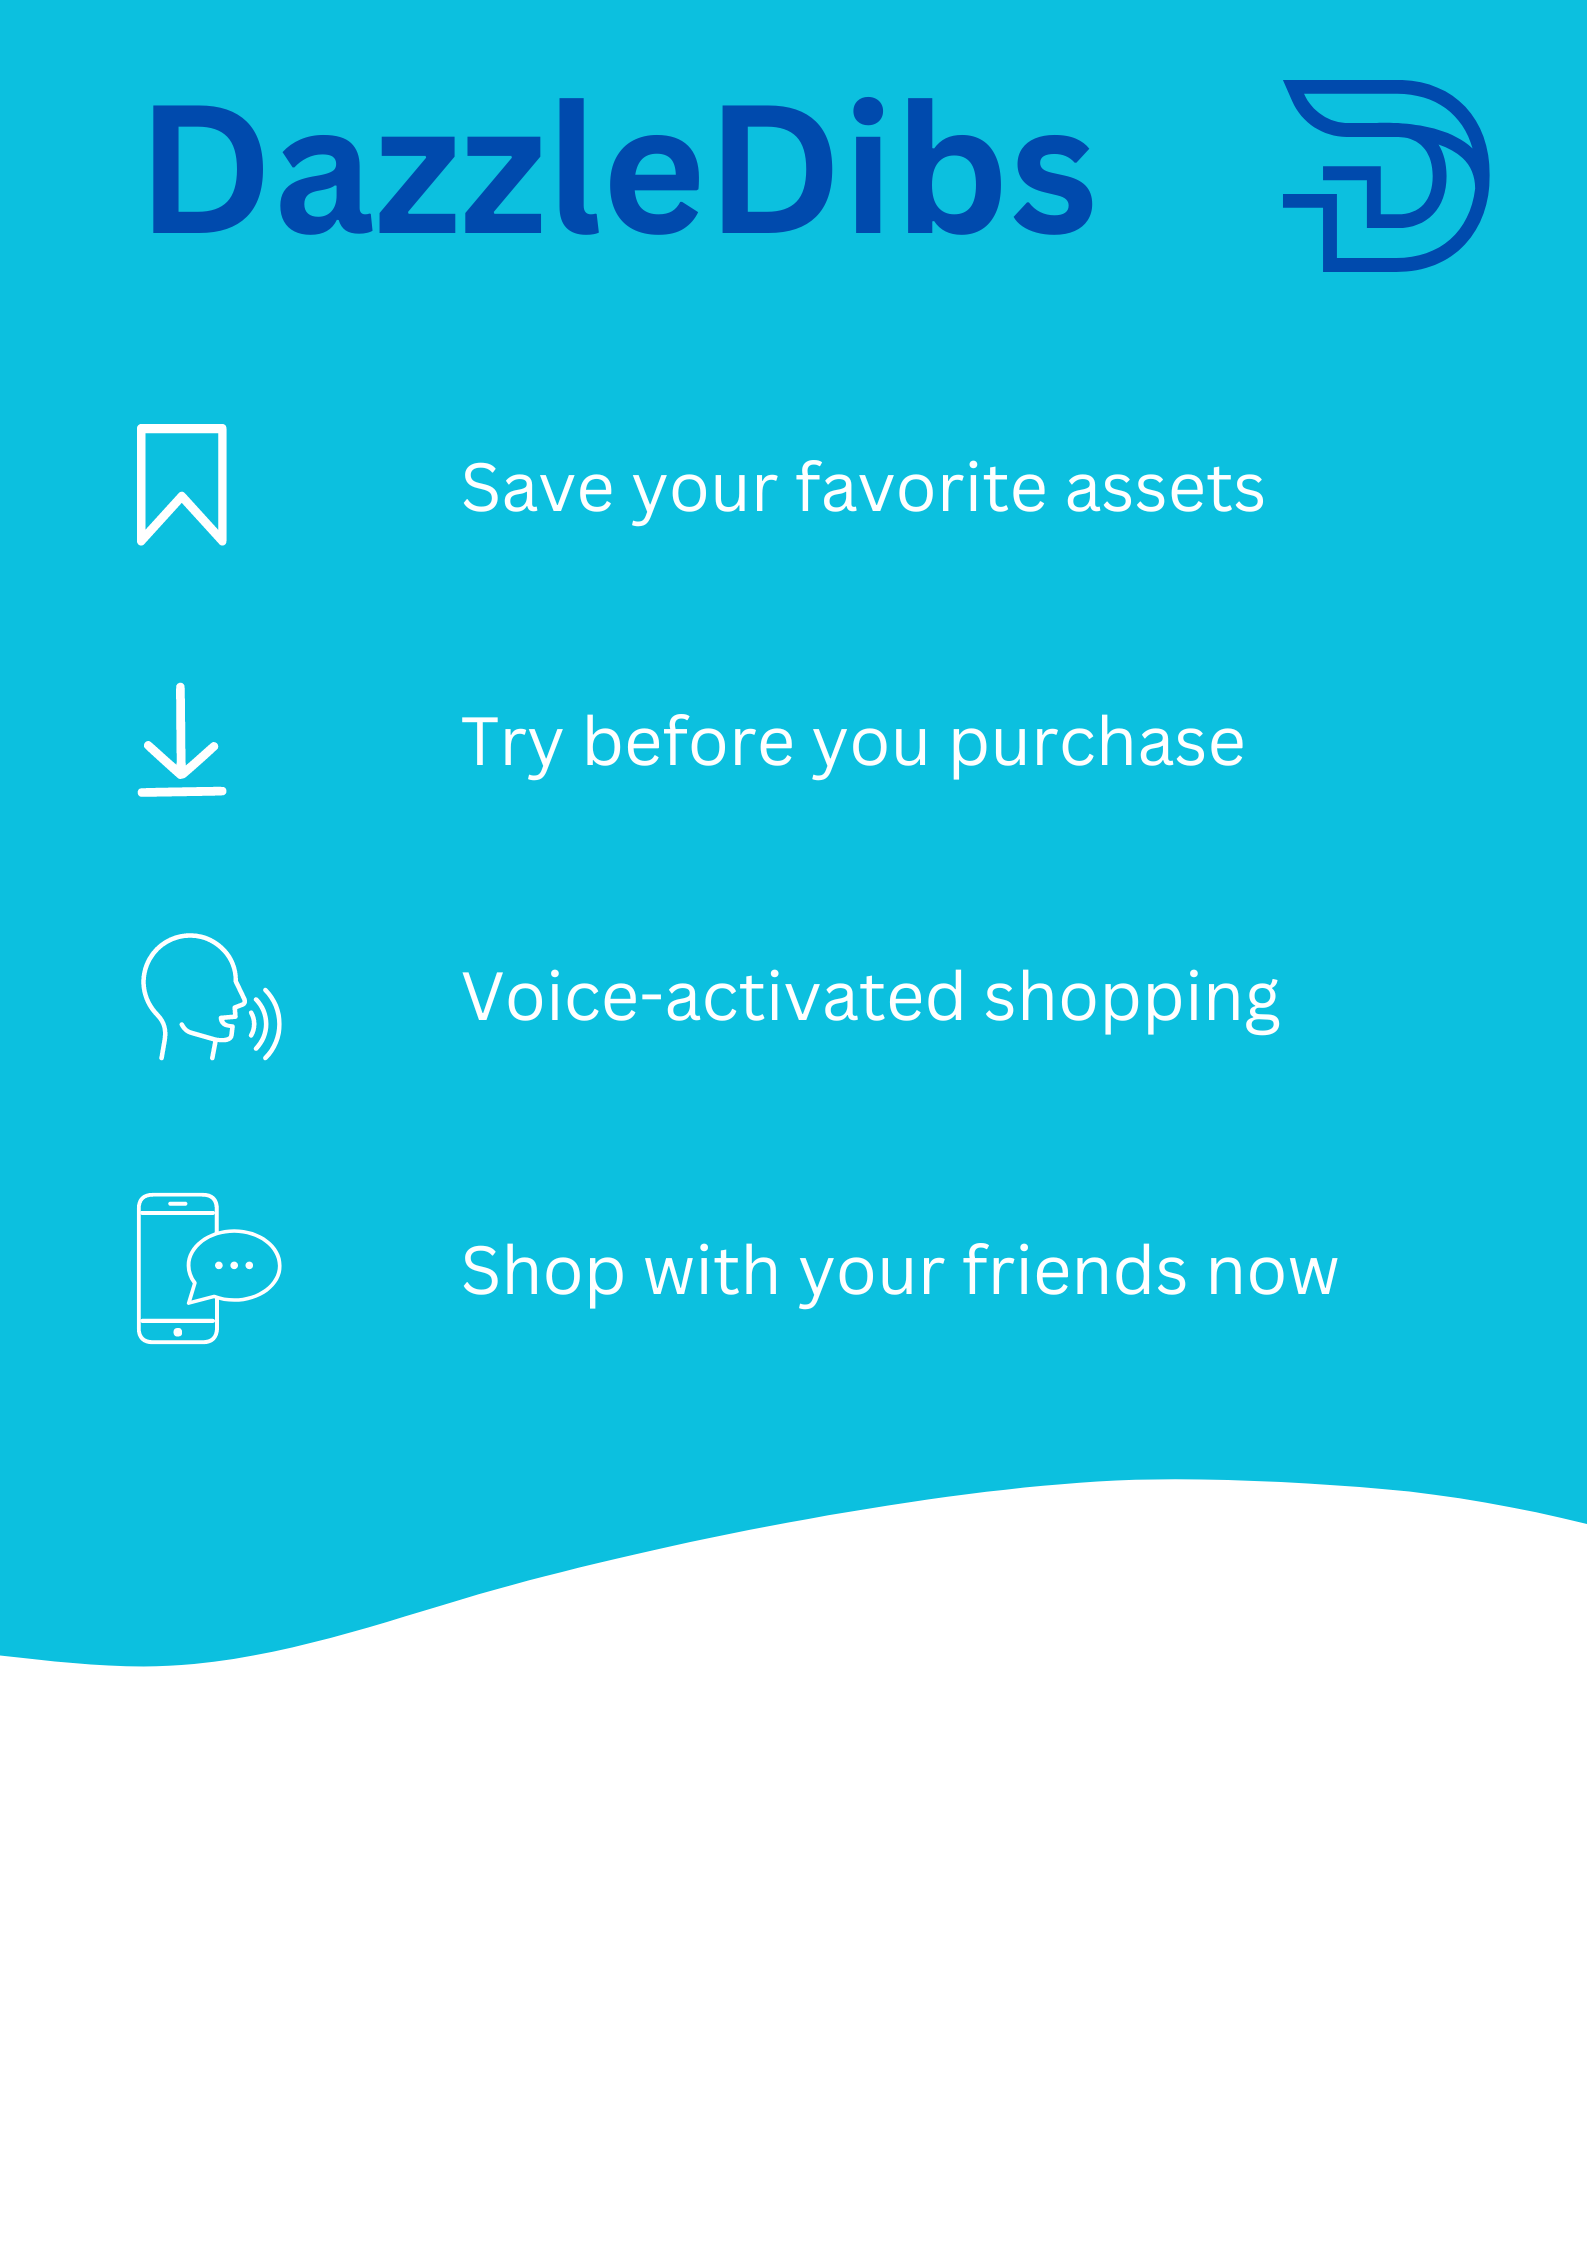 DazzleDibs
Save your favorite assets
Try before you purchase
Voice-activated shopping
Shop with your friends now